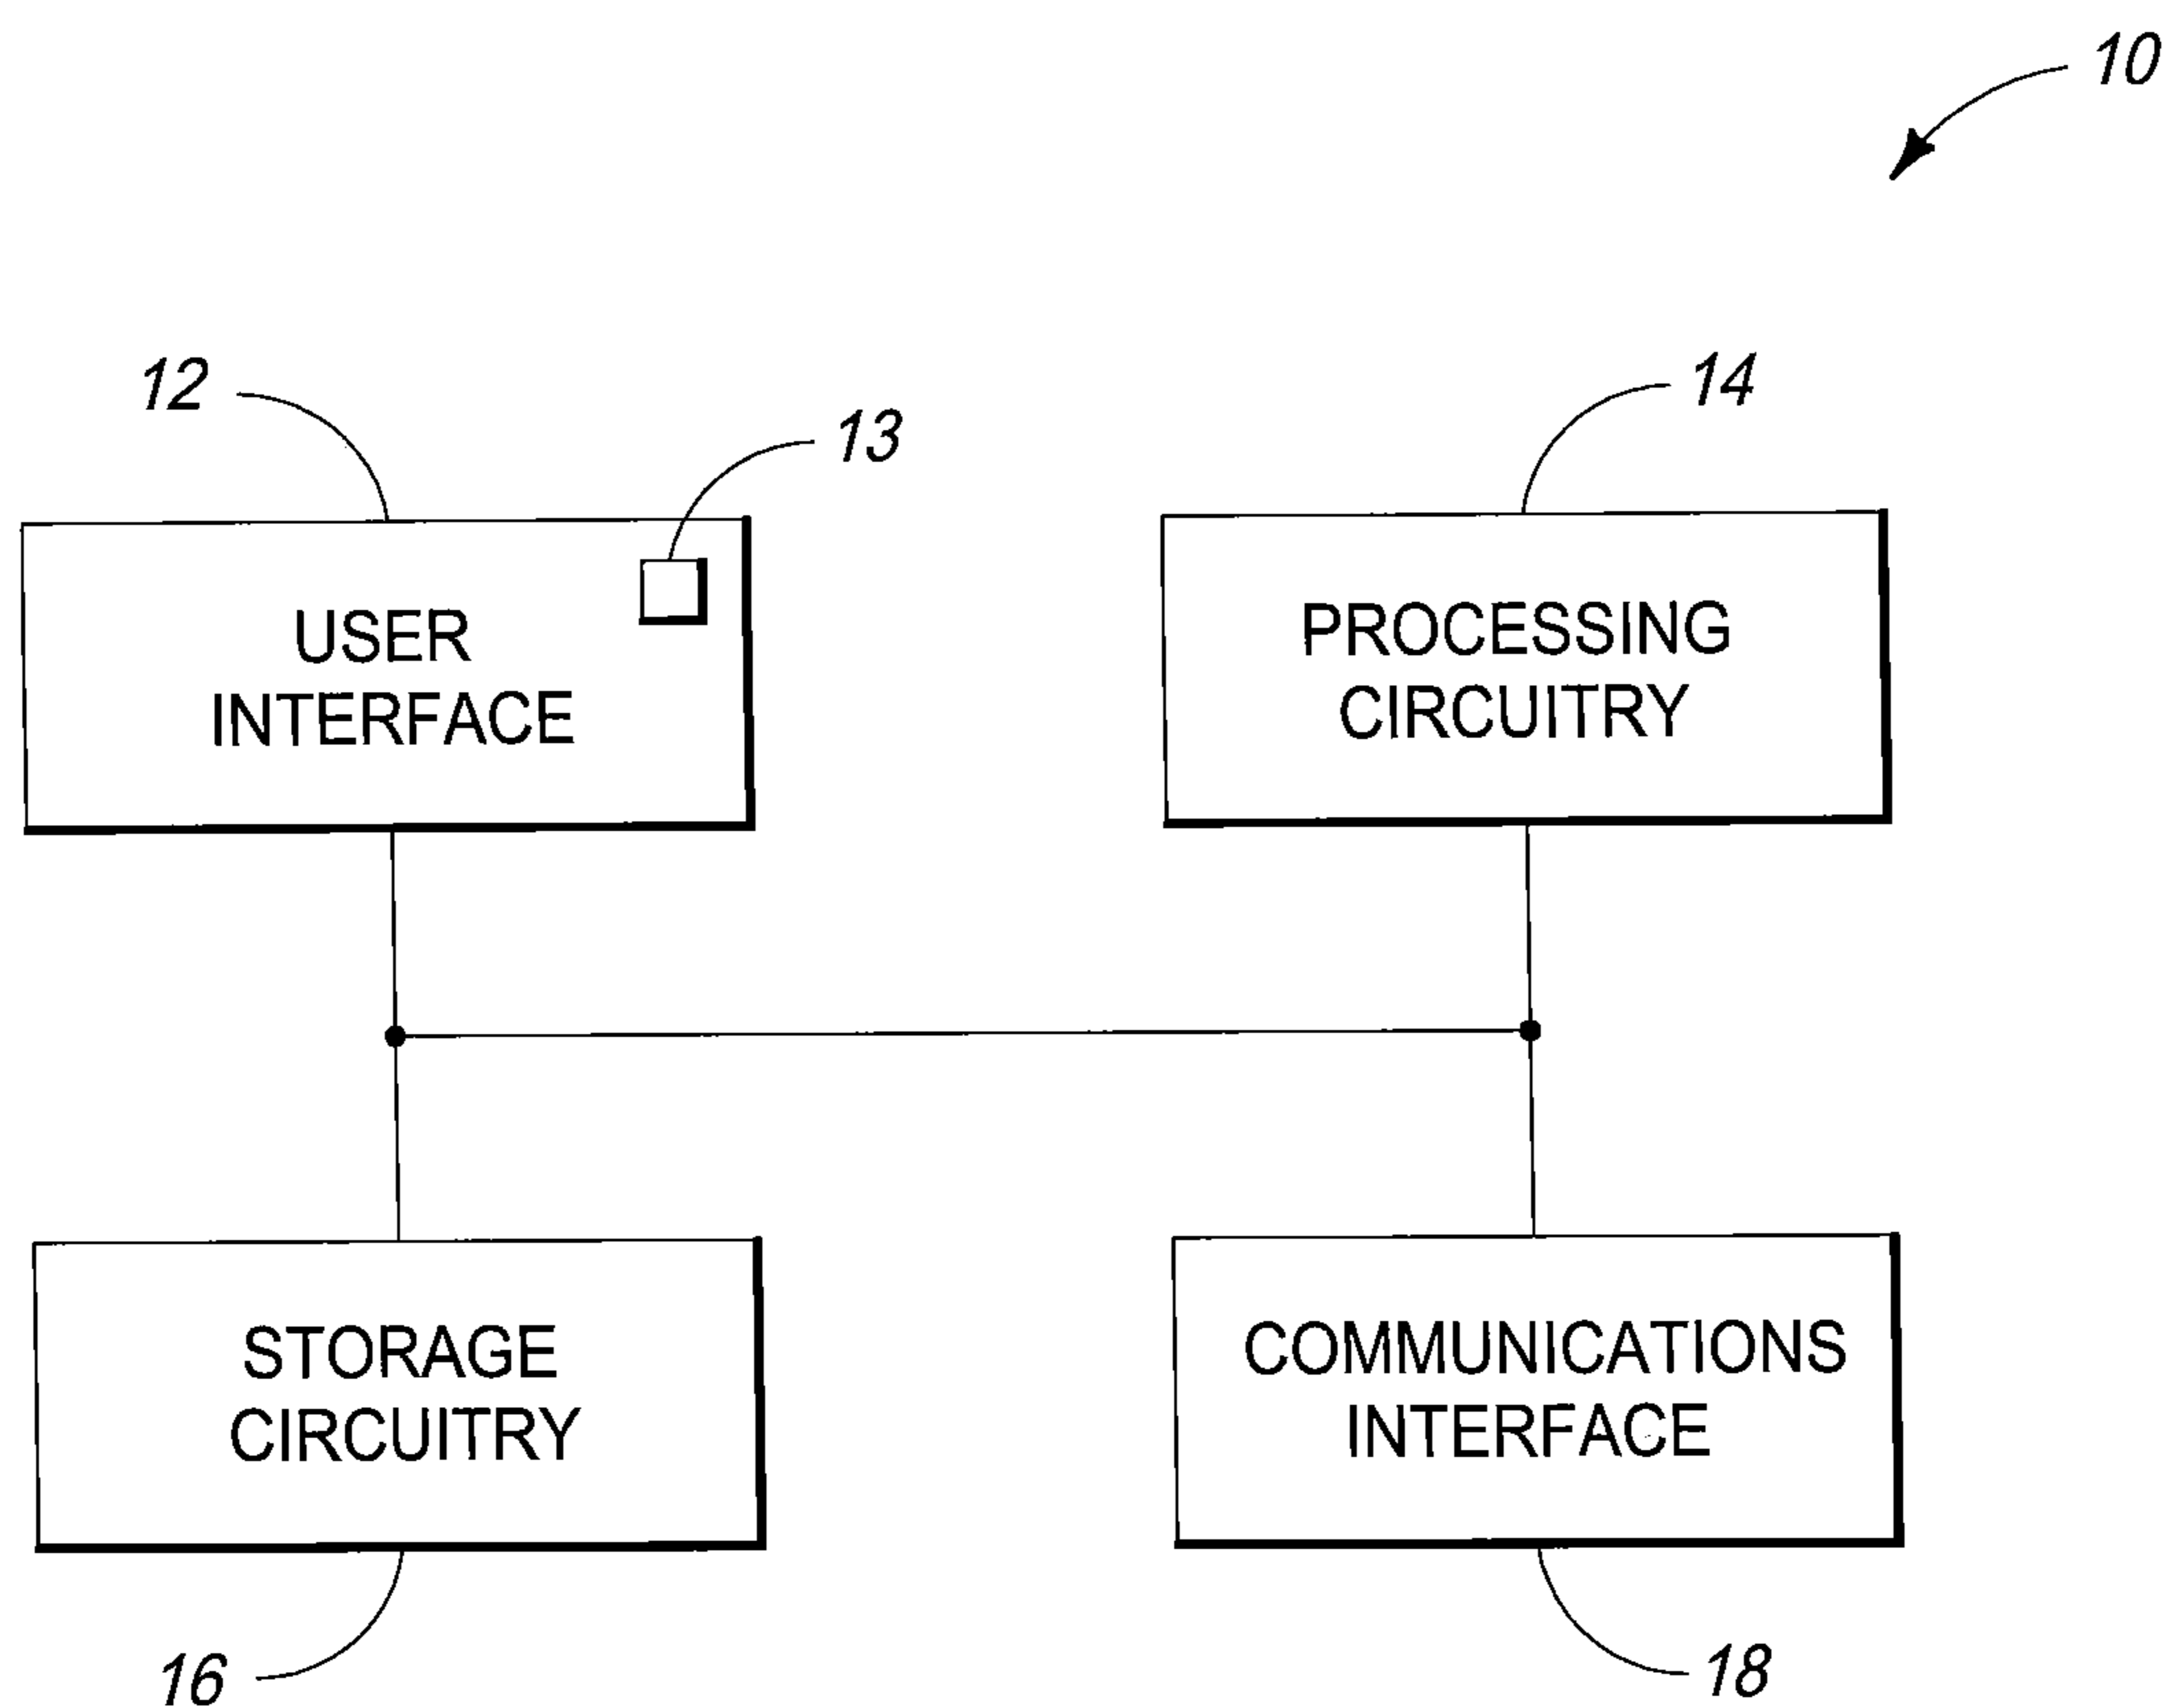 10
12
13
14
USER
INTERFACE
PROCESSING
CIRCUITRY
STORAGE
CIRCUITRY
COMMUNICATIONS
INTERFACE
16
18